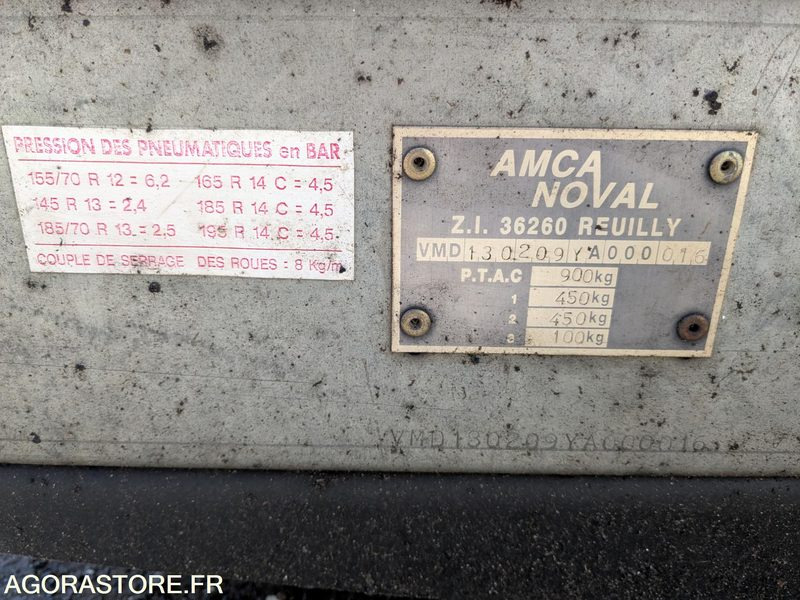 PRESSION DES PNEUMATIQUES en BAR
155/70 R 12 = 6,2 165 R 14 C = 4,5
145 R 13 = 2,4 185 R 14 C = 4,5
185/70 R 13 = 2,5 195 R 14 C = 4,5
COUPLE DE SERRAGE DES ROUES = 8 Kg/m
AMCA
NOVAL
Z.I. 36260 REUILLY
VMD130209YA000016
P.T.A.C 900kg
1 450kg
2 450kg
3 100kg
VMD130209YA000016
AGORASTORE.FR